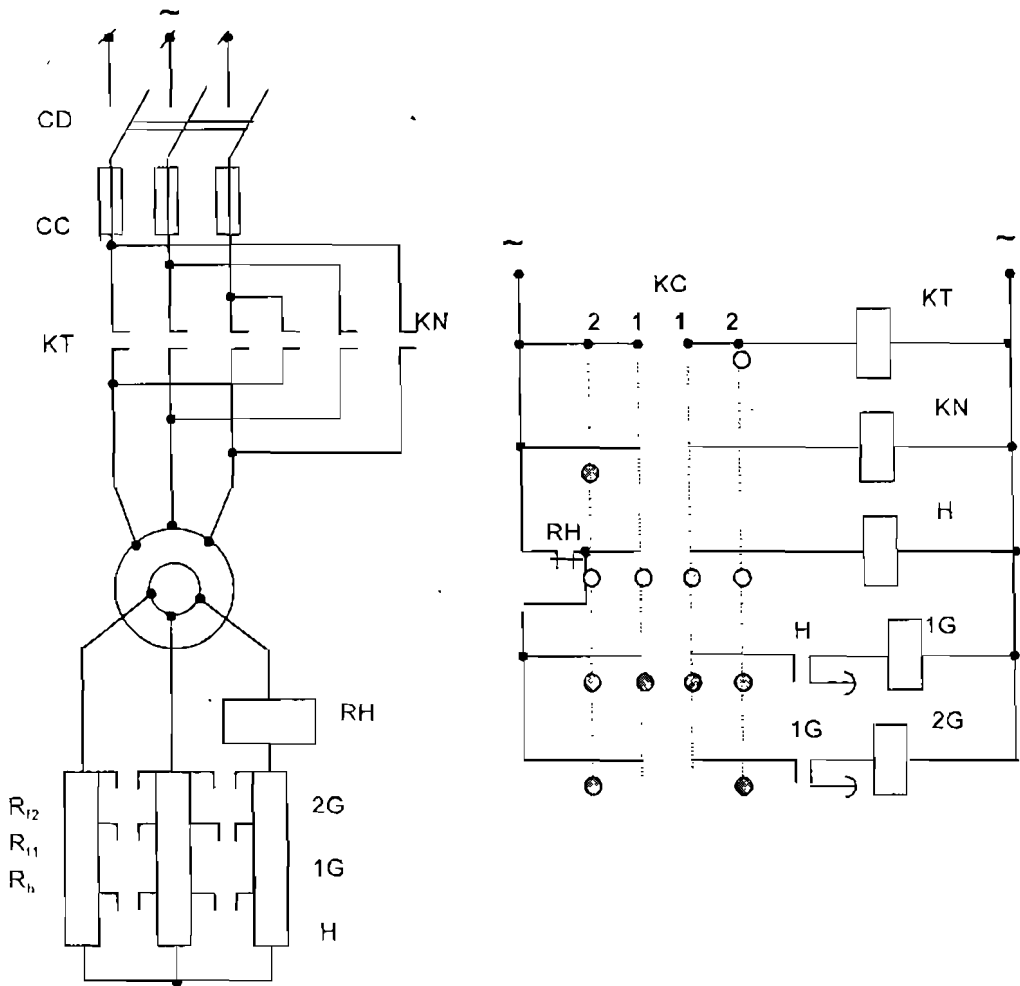 ~
CD
CC
KT
KN
RH
R_f2
R_f1
R_h
2G
1G
H
~
~
KC
2 1 1 2
KT
KN
RH
H
H
1G
1G
2G